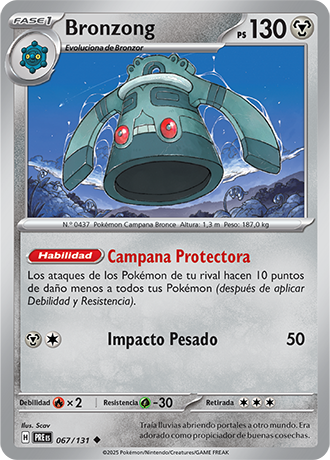 FASE 1 Bronzong PS 130
Evoluciona de Bronzor
N.º 0437 Pokémon Campana Bronce Altura: 1,3 m Peso: 187,0 kg
Habilidad Campana Protectora
Los ataques de los Pokémon de tu rival hacen 10 puntos
de daño menos a todos tus Pokémon (después de aplicar
Debilidad y Resistencia).
Impacto Pesado 50
Debilidad ×2 Resistencia -30 Retirada
Illus. Scav
H PRE ES 067/131
Traía lluvias abriendo portales a otro mundo. Era
adorado como propiciador de buenas cosechas.
©2025 Pokémon/Nintendo/Creatures/GAME FREAK